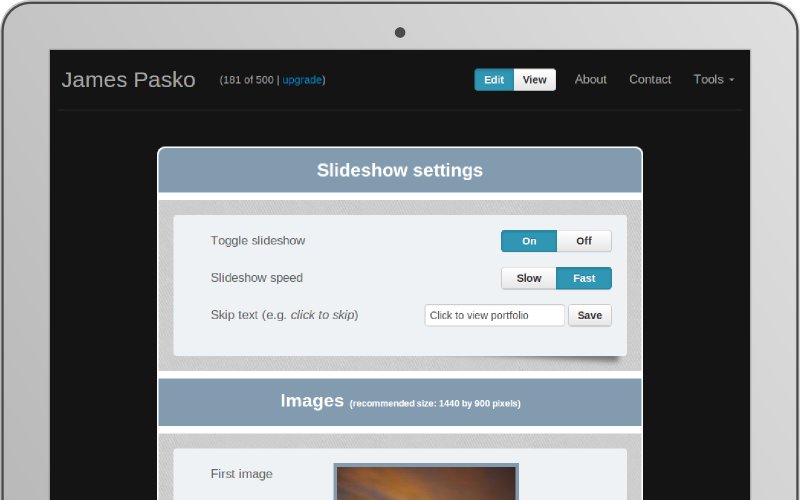 James Pasko (181 of 500 | upgrade) Edit View About Contact Tools
Slideshow settings
Toggle slideshow On Off
Slideshow speed Slow Fast
Skip text (e.g. click to skip) Click to view portfolio Save
Images (recommended size: 1440 by 900 pixels)
First image